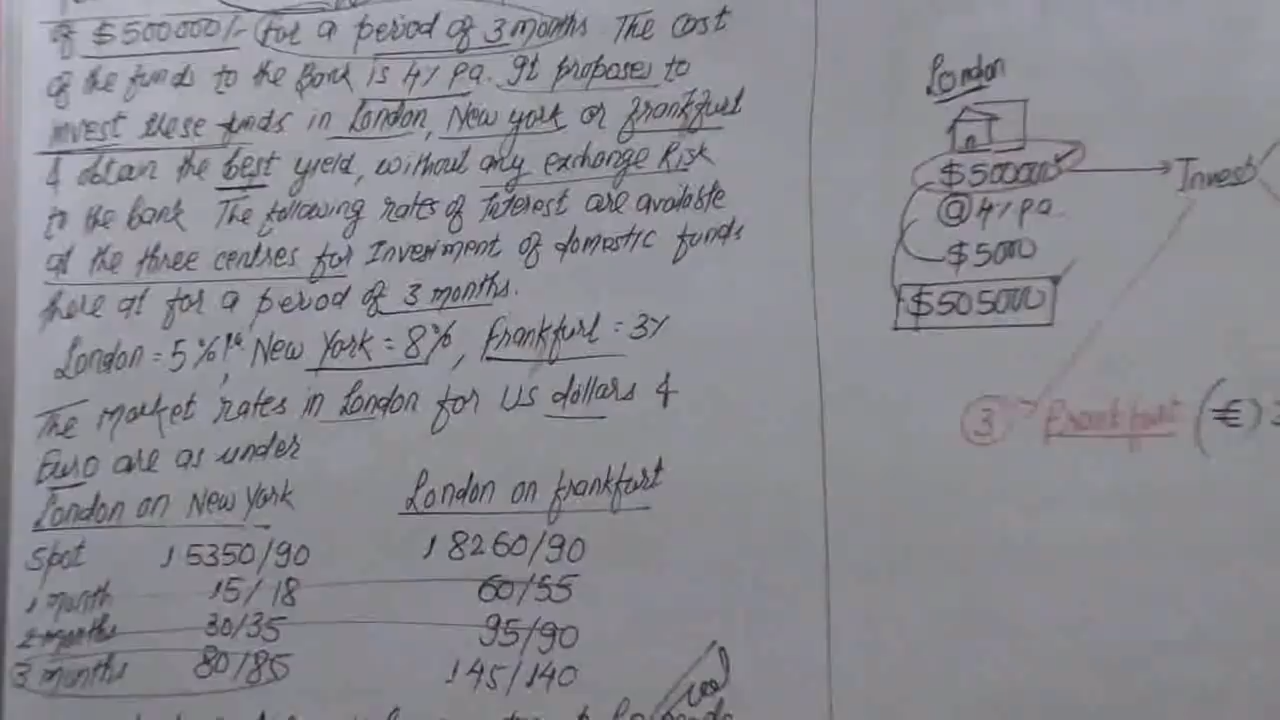 of $500000/- for a period of 3 months. The cost
of the funds to the Bank is 4% pa. It proposes to
invest these funds in London, New york or frankfurt
& obtain the best yield, without any exchange Risk
to the bank The following rates of Interest are available
at the three centres for Invesment of domestic funds
there at for a period of 3 months.
London = 5%, New York = 8%, Frankfurt = 3%
The market rates in London for US dollars &
Euro are as under
London on New York
London on frankfurt
Spot 1 5350/90 1 8260/90
1 month 15/18 60/55
2 months 30/35 95/90
3 months 80/85 145/140
London
$500000
@ 4% pa.
$5000
$505000
Invest
③ Frankfurt (€)